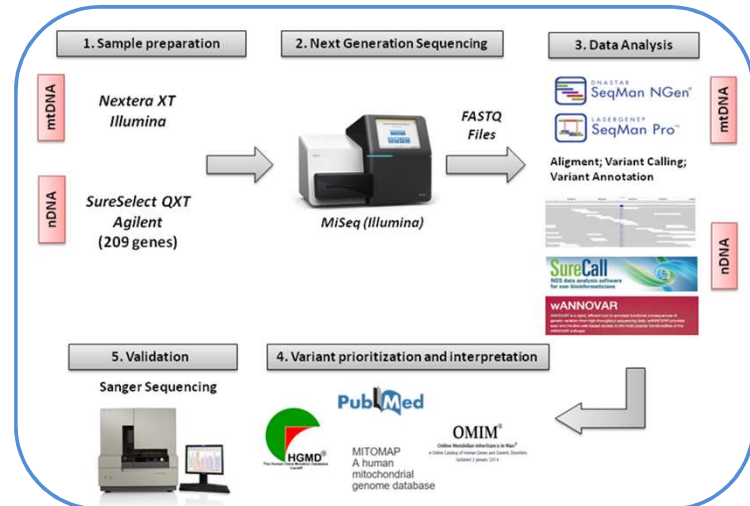 1. Sample preparation
2. Next Generation Sequencing
3. Data Analysis
mtDNA
Nextera XT
Illumina
nDNA
SureSelect QXT
Agilent
(209 genes)
MiSeq (Illumina)
FASTQ
Files
DNASTAR
SeqMan NGen®
LASERGENE®
SeqMan Pro™
mtDNA
Aligment; Variant Calling;
Variant Annotation
nDNA
SureCall
NGS data analysis software
for non bioinformaticians
wANNOVAR
5. Validation
Sanger Sequencing
4. Variant prioritization and interpretation
PubMed
HGMD®
The Human Gene Mutation Database
Cardiff
MITOMAP
A human
mitochondrial
genome database
OMIM®
Online Mendelian Inheritance in Man®